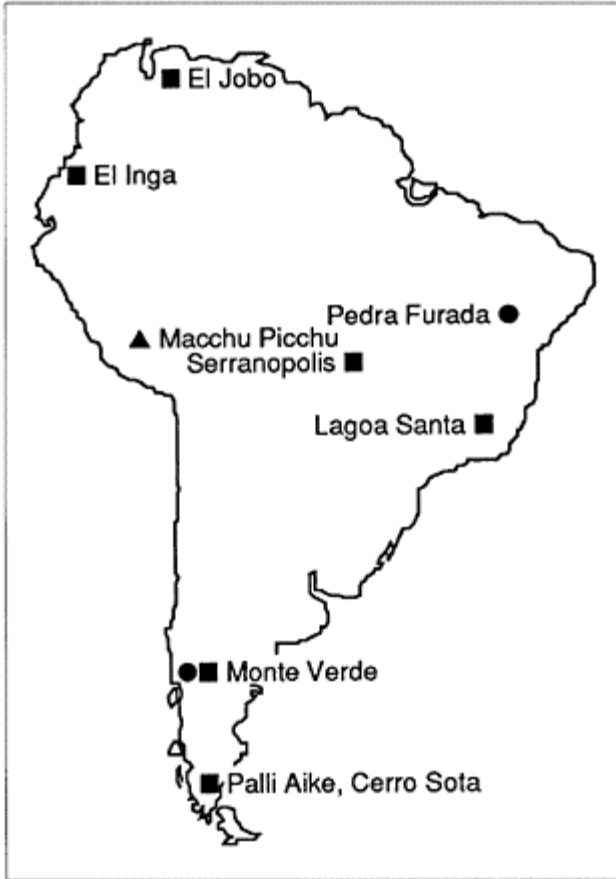 El Jobo
El Inga
Pedra Furada
Macchu Picchu
Serranopolis
Lagoa Santa
Monte Verde
Palli Aike, Cerro Sota